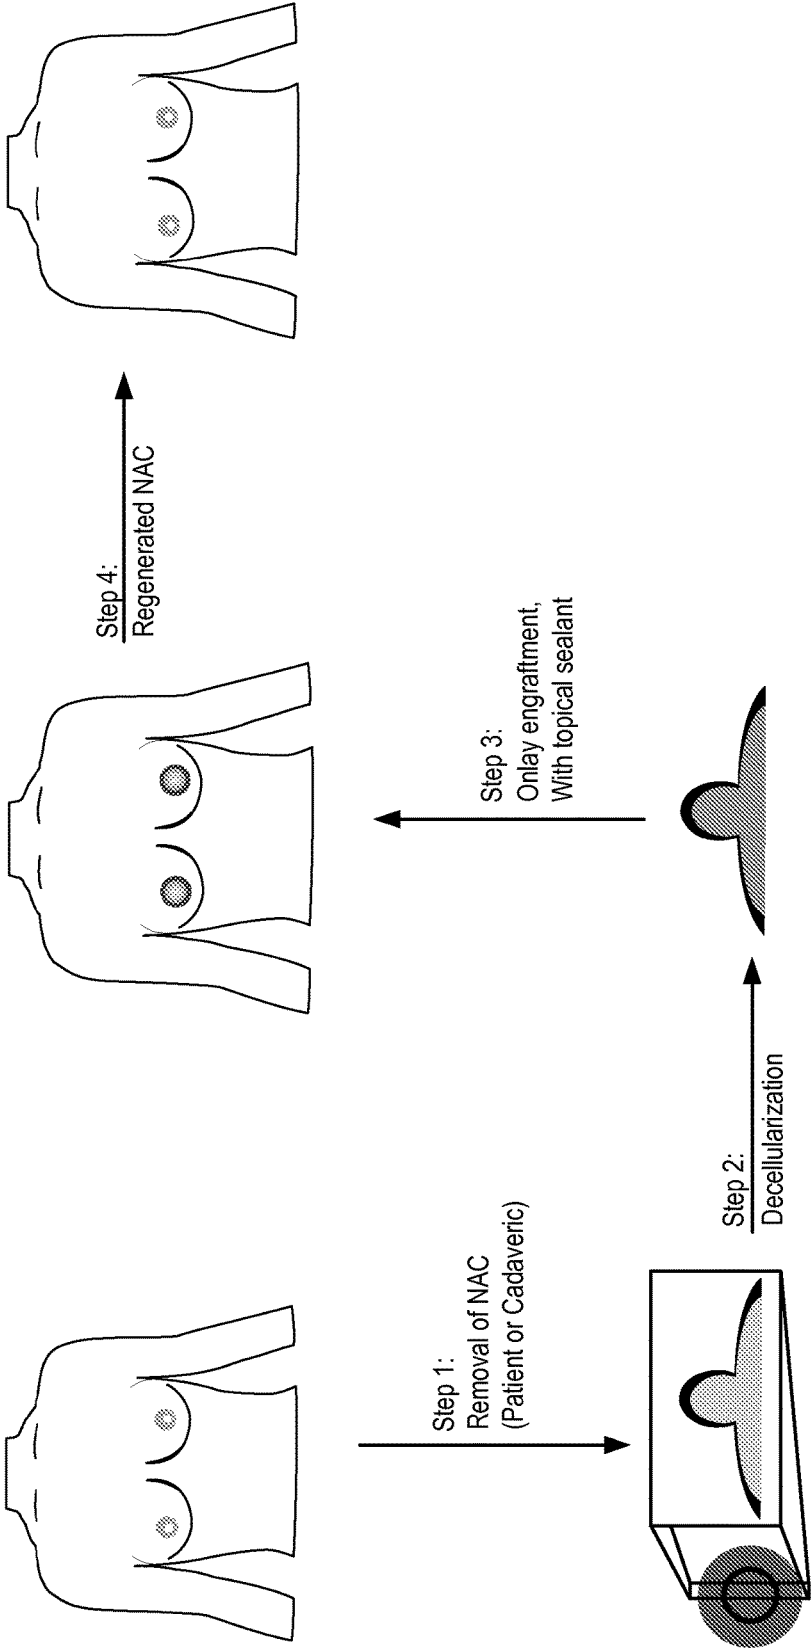 Step 1:
Removal of NAC
(Patient or Cadaveric)
Step 2:
Decellularization
Step 3:
Onlay engraftment,
With topical sealant
Step 4:
Regenerated NAC